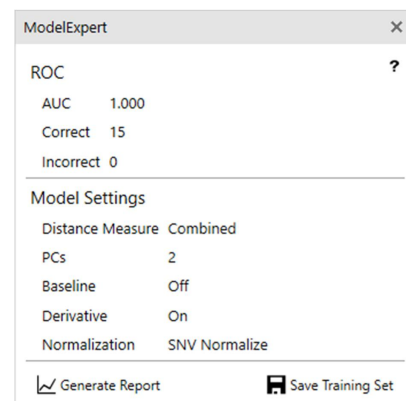 ModelExpert ×
ROC ?
AUC 1.000
Correct 15
Incorrect 0
Model Settings
Distance Measure Combined
PCs 2
Baseline Off
Derivative On
Normalization SNV Normalize
Generate Report Save Training Set